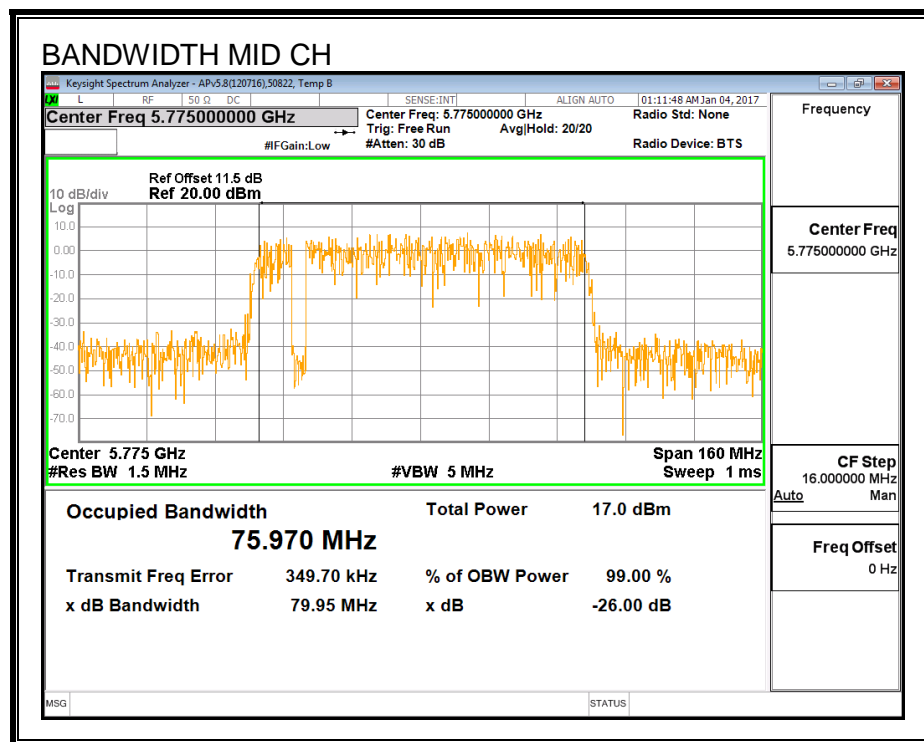 BANDWIDTH MID CH
Keysight Spectrum Analyzer - APv5.8(120716),50822, Temp B
LXI L RF 50 Ω DC SENSE:INT ALIGN AUTO 01:11:48 AM Jan 04, 2017
Center Freq 5.775000000 GHz
Center Freq: 5.775000000 GHz Radio Std: None
Trig: Free Run Avg|Hold: 20/20
#IFGain:Low #Atten: 30 dB Radio Device: BTS
Ref Offset 11.5 dB
10 dB/div Ref 20.00 dBm
Log
10.0
0.00
-10.0
-20.0
-30.0
-40.0
-50.0
-60.0
-70.0
Center 5.775 GHz Span 160 MHz
#Res BW 1.5 MHz #VBW 5 MHz Sweep 1 ms
Occupied Bandwidth Total Power 17.0 dBm
75.970 MHz
Transmit Freq Error 349.70 kHz % of OBW Power 99.00 %
x dB Bandwidth 79.95 MHz x dB -26.00 dB
MSG STATUS
Frequency
Center Freq
5.775000000 GHz
CF Step
16.000000 MHz
Auto Man
Freq Offset
0 Hz